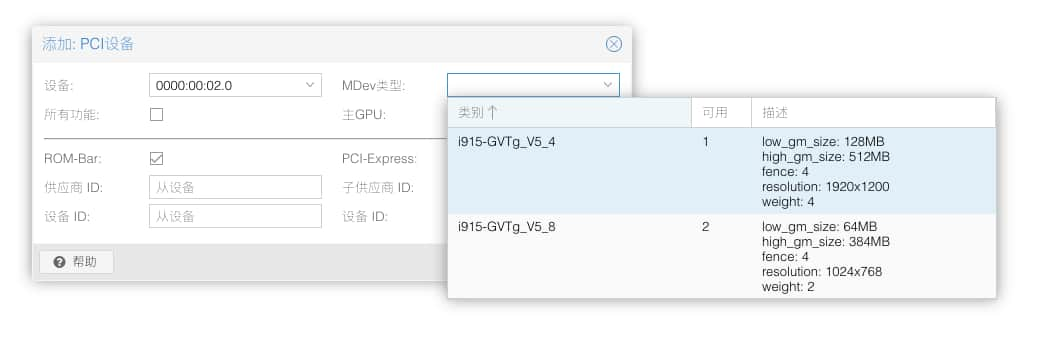 添加: PCI设备
设备: 0000:00:02.0 MDev类型:
所有功能: 主GPU:
ROM-Bar: PCI-Express:
供应商 ID: 从设备 子供应商 ID:
设备 ID: 从设备 设备 ID:
帮助
类别 可用 描述
i915-GVTg_V5_4 1 low_gm_size: 128MB
high_gm_size: 512MB
fence: 4
resolution: 1920x1200
weight: 4
i915-GVTg_V5_8 2 low_gm_size: 64MB
high_gm_size: 384MB
fence: 4
resolution: 1024x768
weight: 2